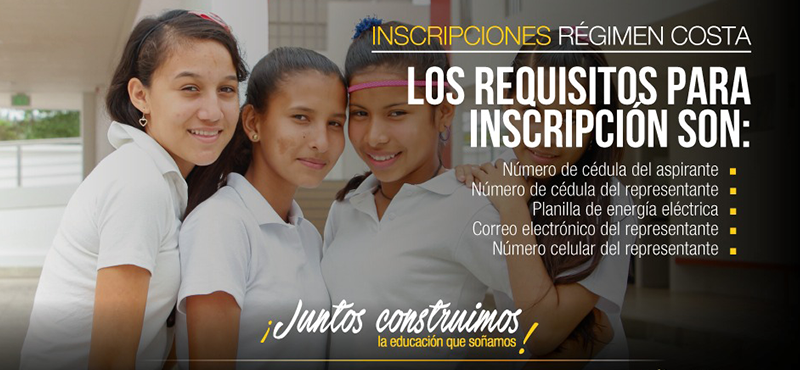 INSCRIPCIONES RÉGIMEN COSTA
LOS REQUISITOS PARA
INSCRIPCIÓN SON:
Número de cédula del aspirante
Número de cédula del representante
Planilla de energía eléctrica
Correo electrónico del representante
Número celular del representante
¡Juntos construimos
la educación que soñamos!